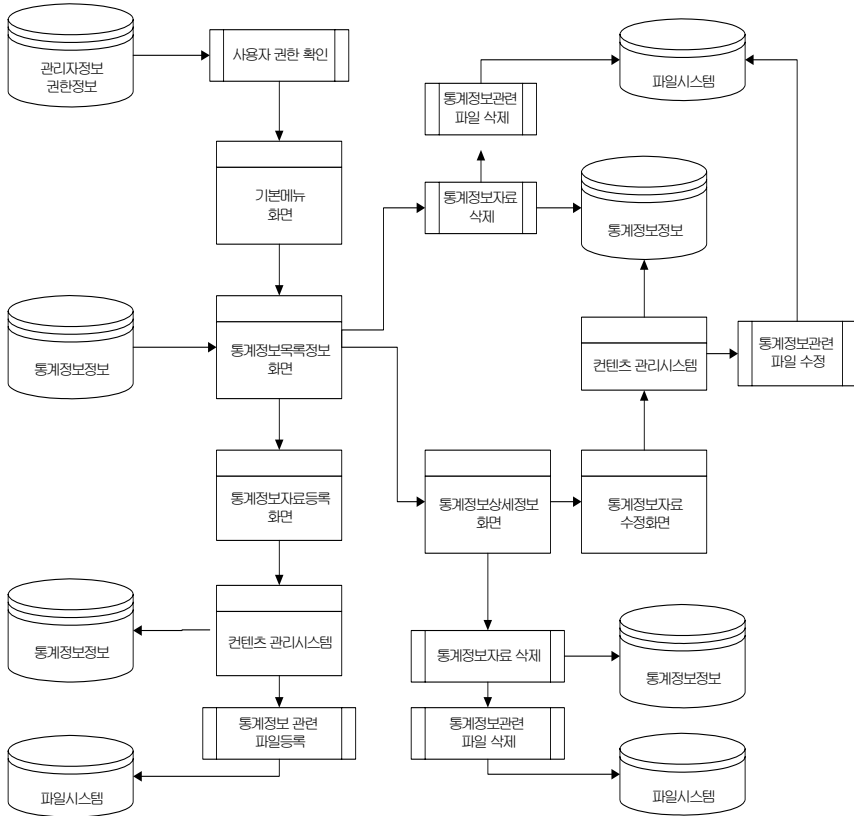 관리자정보
권한정보
사용자 권한 확인
통계정보관련
파일 삭제
파일시스템
기본메뉴
화면
통계정보자료
삭제
통계정보정보
통계정보정보
통계정보목록정보
화면
컨텐츠 관리시스템
통계정보관련
파일 수정
통계정보자료등록
화면
통계정보상세정보
화면
통계정보자료
수정화면
통계정보정보
컨텐츠 관리시스템
통계정보자료 삭제
통계정보정보
통계정보 관련
파일등록
통계정보관련
파일 삭제
파일시스템
파일시스템